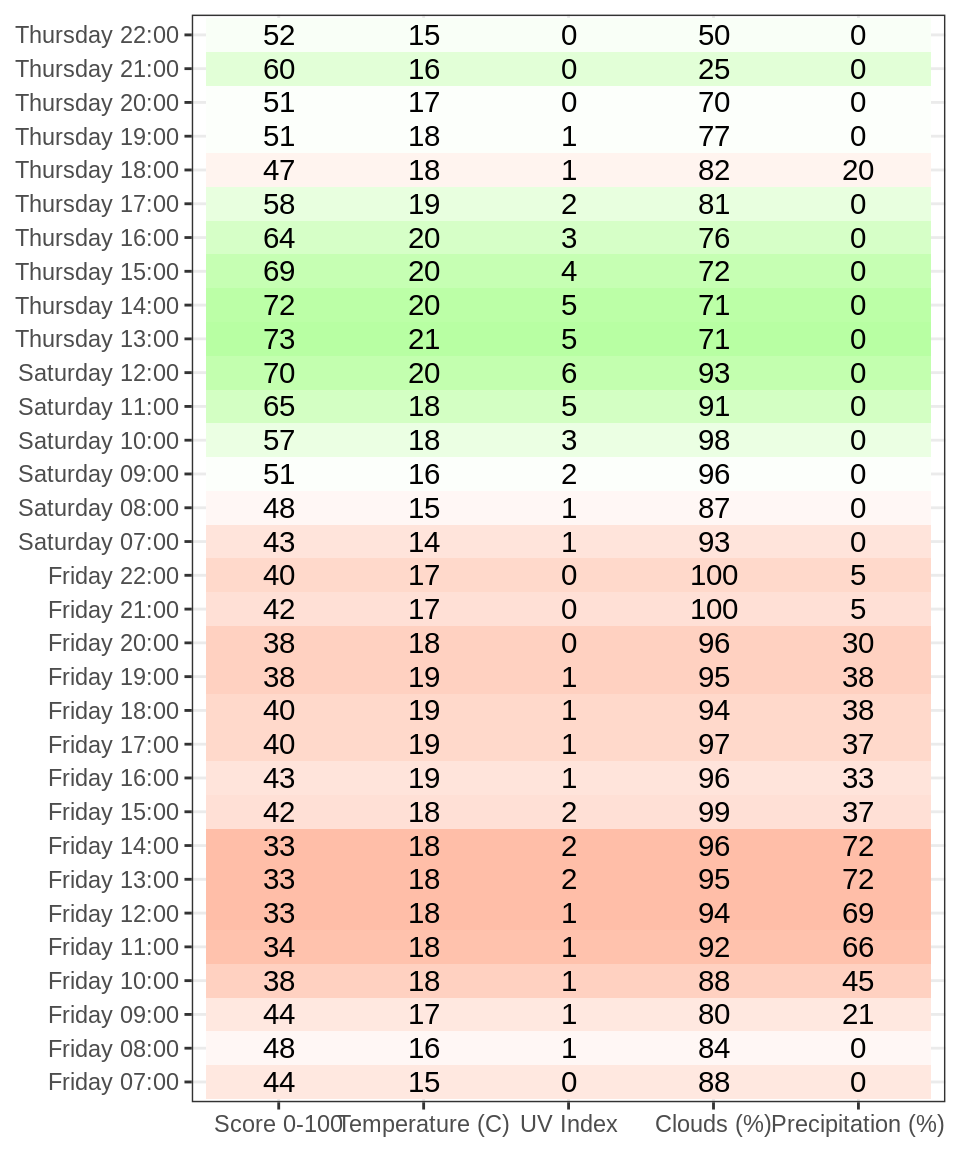 Thursday 22:00 52 15 0 50 0
Thursday 21:00 60 16 0 25 0
Thursday 20:00 51 17 0 70 0
Thursday 19:00 51 18 1 77 0
Thursday 18:00 47 18 1 82 20
Thursday 17:00 58 19 2 81 0
Thursday 16:00 64 20 3 76 0
Thursday 15:00 69 20 4 72 0
Thursday 14:00 72 20 5 71 0
Thursday 13:00 73 21 5 71 0
Saturday 12:00 70 20 6 93 0
Saturday 11:00 65 18 5 91 0
Saturday 10:00 57 18 3 98 0
Saturday 09:00 51 16 2 96 0
Saturday 08:00 48 15 1 87 0
Saturday 07:00 43 14 1 93 0
Friday 22:00 40 17 0 100 5
Friday 21:00 42 17 0 100 5
Friday 20:00 38 18 0 96 30
Friday 19:00 38 19 1 95 38
Friday 18:00 40 19 1 94 38
Friday 17:00 40 19 1 97 37
Friday 16:00 43 19 1 96 33
Friday 15:00 42 18 2 99 37
Friday 14:00 33 18 2 96 72
Friday 13:00 33 18 2 95 72
Friday 12:00 33 18 1 94 69
Friday 11:00 34 18 1 92 66
Friday 10:00 38 18 1 88 45
Friday 09:00 44 17 1 80 21
Friday 08:00 48 16 1 84 0
Friday 07:00 44 15 0 88 0
Score 0-100 Temperature (C) UV Index Clouds (%) Precipitation (%)